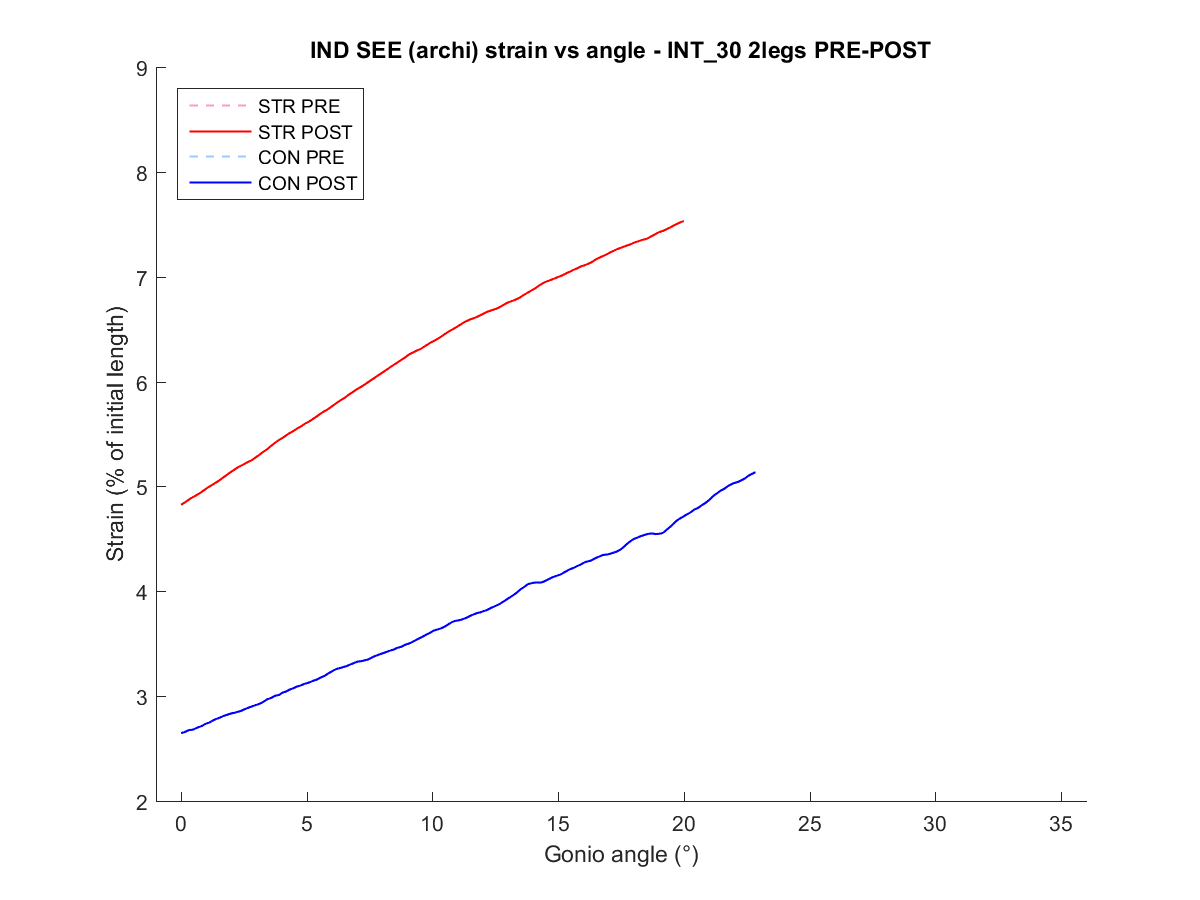 IND SEE (archi) strain vs angle - INT_30 2legs PRE-POST
9
8
7
6
5
4
3
2
STR PRE
STR POST
CON PRE
CON POST
Strain (% of initial length)
0 5 10 15 20 25 30 35
Gonio angle (°)